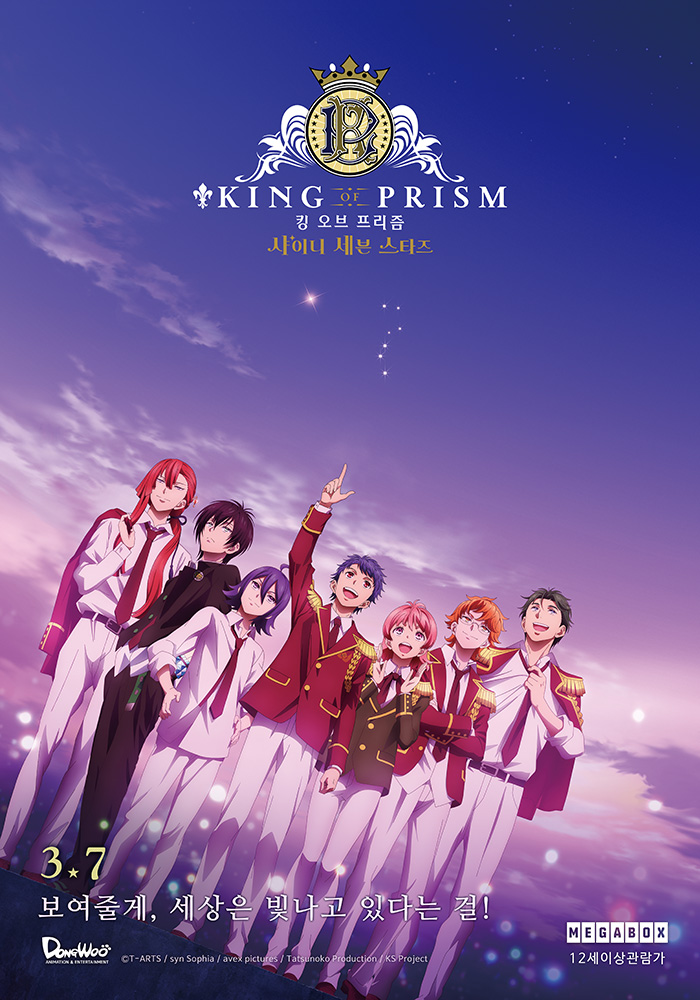 KING OF PRISM
킹 오브 프리즘
샤이니 세븐 스타즈
3.7
보여줄게, 세상은 빛나고 있다는 걸!
DONGWOO
ANIMATION & ENTERTAINMENT
©T-ARTS / syn Sophia / avex pictures / Tatsunoko Production / KS Project
MEGABOX
12세이상관람가